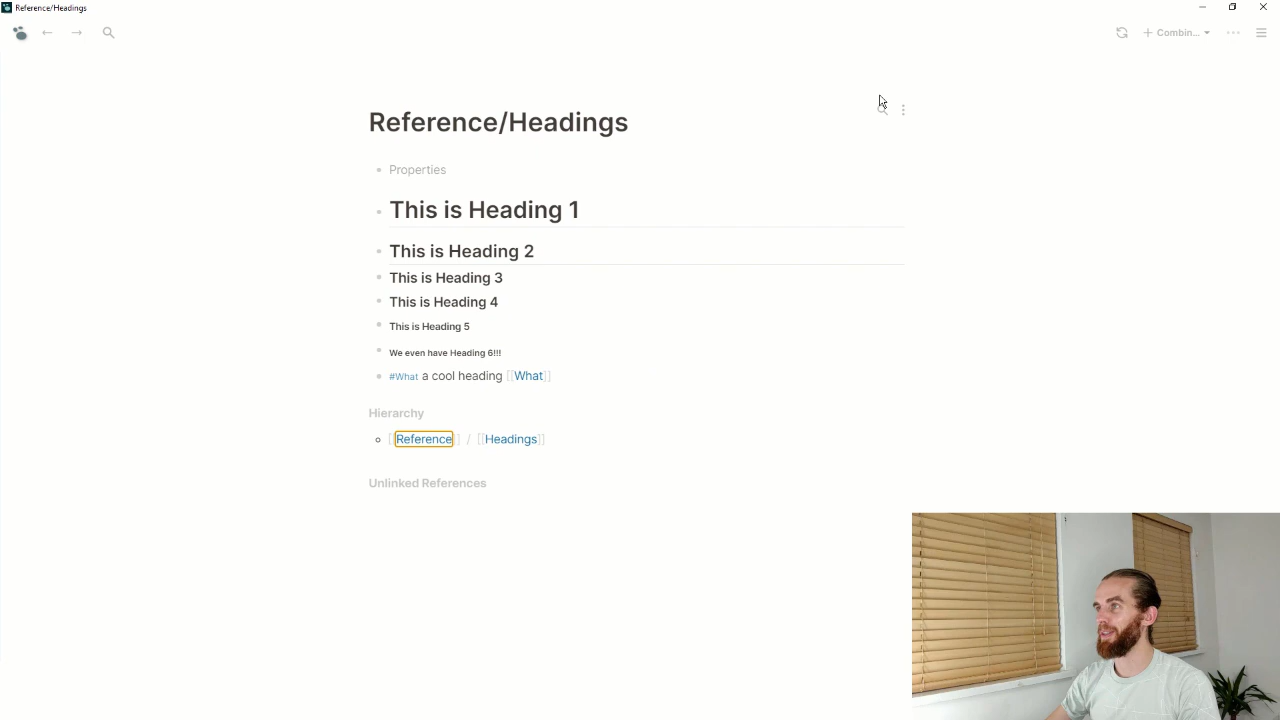 Reference/Headings
Combin...
Reference/Headings
Properties
This is Heading 1
This is Heading 2
This is Heading 3
This is Heading 4
This is Heading 5
We even have Heading 6!!!
#What a cool heading [[What]]
Hierarchy
[[Reference]] / [[Headings]]
Unlinked References